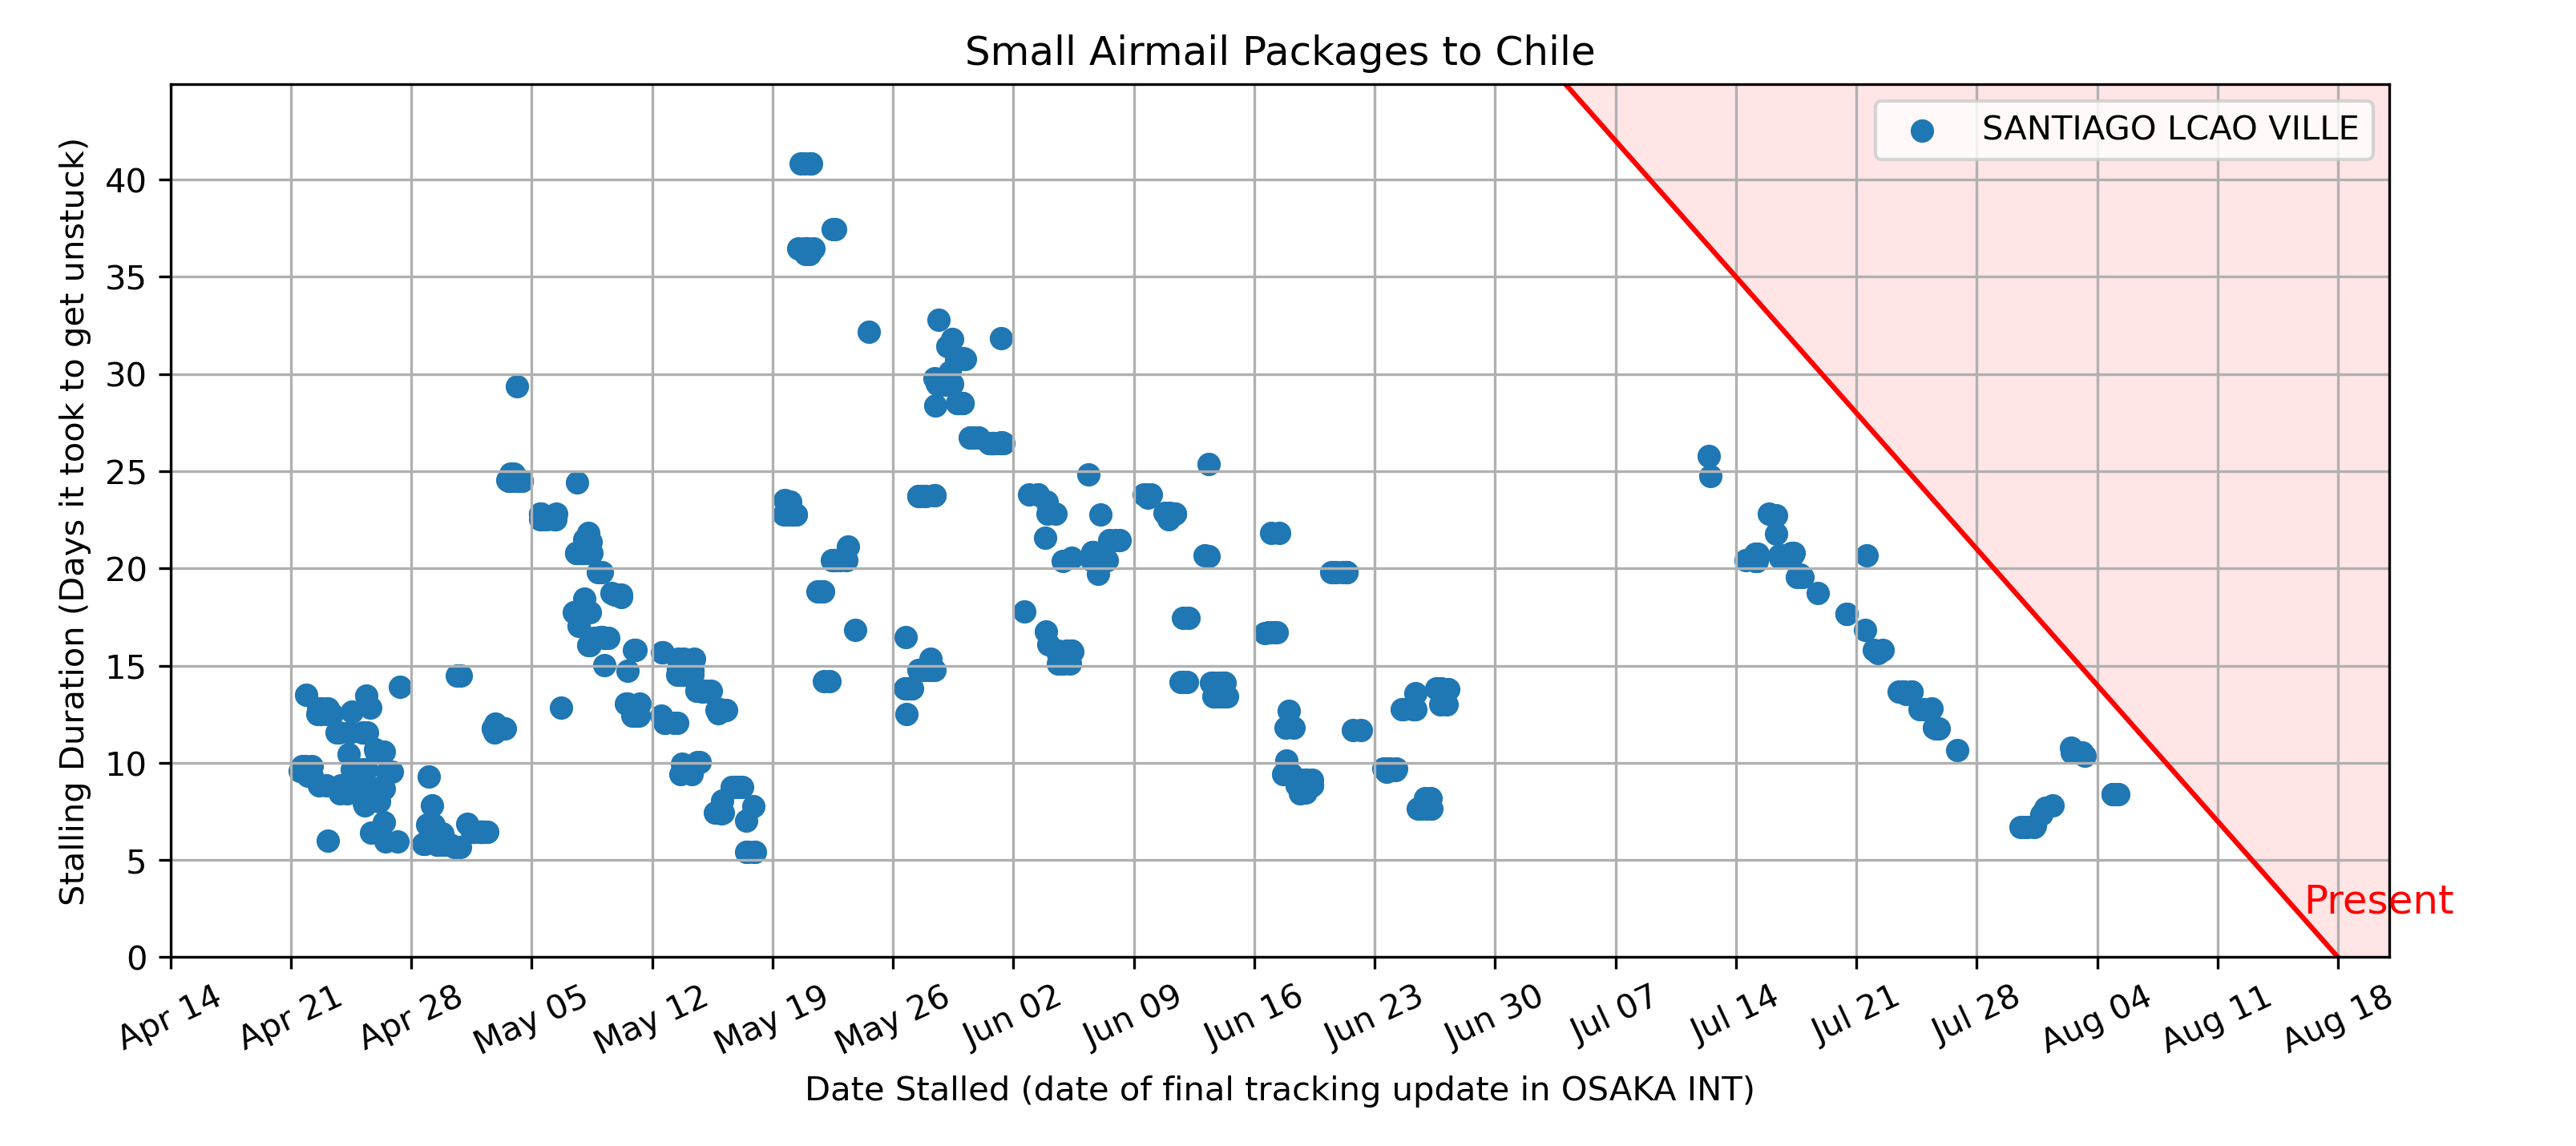 Small Airmail Packages to Chile
SANTIAGO LCAO VILLE
Stalling Duration (Days it took to get unstuck)
40
35
30
25
20
15
10
5
0
Present
Apr 14
Apr 21
Apr 28
May 05
May 12
May 19
May 26
Jun 02
Jun 09
Jun 16
Jun 23
Jun 30
Jul 07
Jul 14
Jul 21
Jul 28
Aug 04
Aug 11
Aug 18
Date Stalled (date of final tracking update in OSAKA INT)